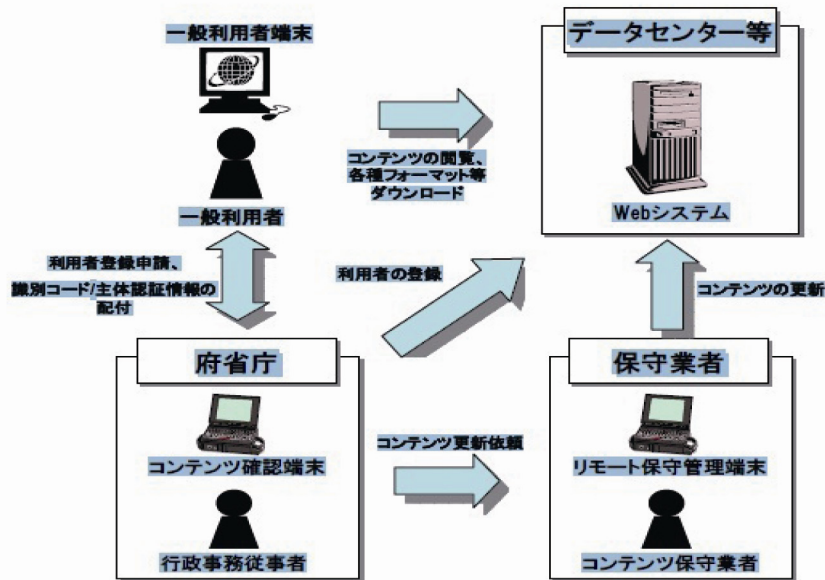 一般利用者端末
データセンター等
コンテンツの閲覧、
各種フォーマット等
ダウンロード
一般利用者
Webシステム
利用者登録申請、
識別コード/主体認証情報の
配付
利用者の登録
コンテンツの更新
府省庁
保守業者
コンテンツ更新依頼
コンテンツ確認端末
リモート保守管理端末
行政事務従事者
コンテンツ保守業者